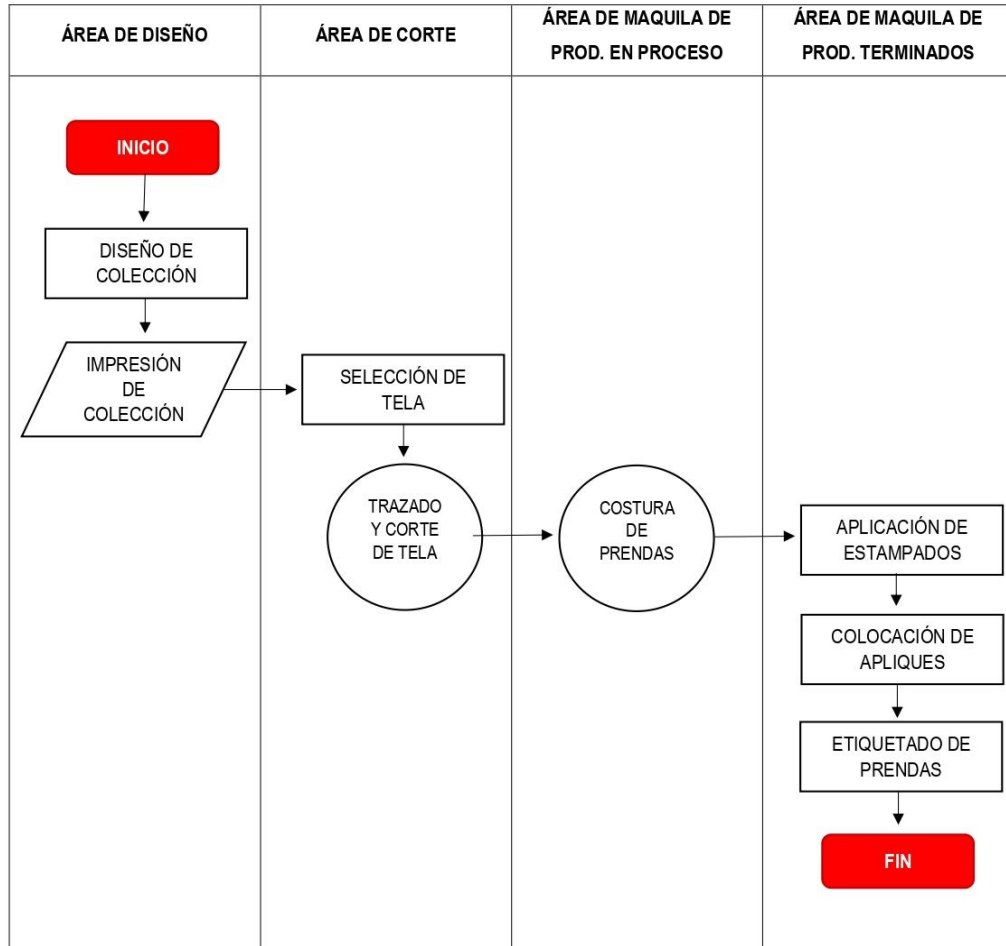 ÁREA DE DISEÑO
ÁREA DE CORTE
ÁREA DE MAQUILA DE
PROD. EN PROCESO
ÁREA DE MAQUILA DE
PROD. TERMINADOS
INICIO
DISEÑO DE
COLECCIÓN
IMPRESIÓN
DE
COLECCIÓN
SELECCIÓN DE
TELA
TRAZADO
Y CORTE
DE TELA
COSTURA
DE
PRENDAS
APLICACIÓN DE
ESTAMPADOS
COLOCACIÓN DE
APLIQUES
ETIQUETADO DE
PRENDAS
FIN